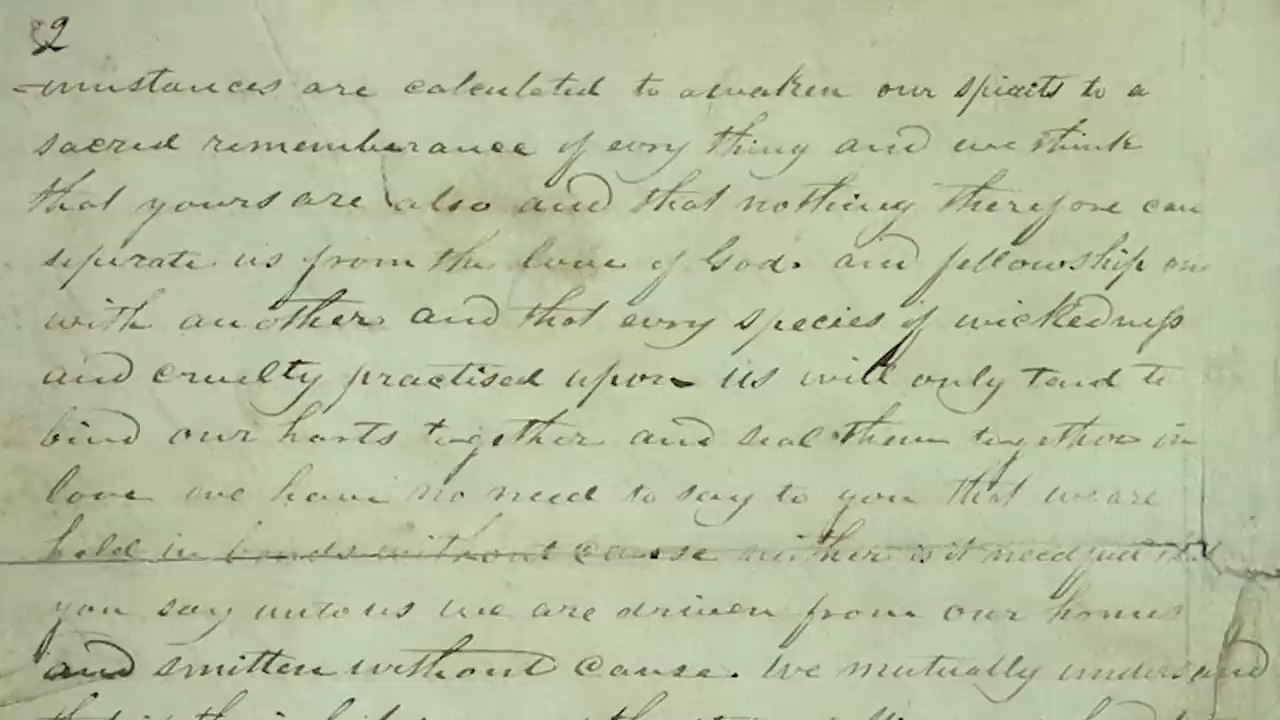 2
-cumstances are calculated to awaken our spirits to a
sacred rememberance of evry thing and we think
that yours are also and that nothing therefore can
seperate us from the love of God. and fellowship one
with another and that evry species of wickedness
and cruelty practised upon us will only tend to
bind our harts together and seal them together in
love we have no need to say to you that we are
held in bonds without cause neither is it needful that
you say unto us we are driven from our homes
and smitten without cause. We mutually understand